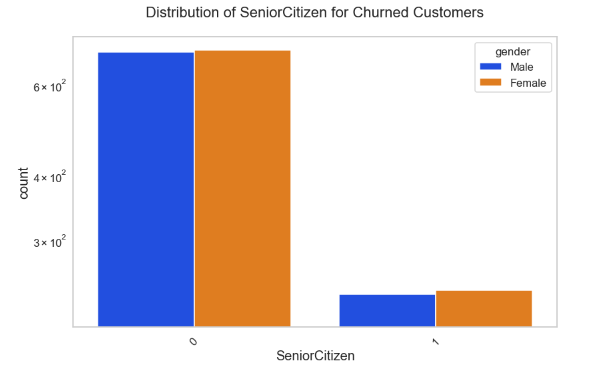 Distribution of SeniorCitizen for Churned Customers
gender
Male
Female
6 × 10²
4 × 10²
3 × 10²
count
0
1
SeniorCitizen